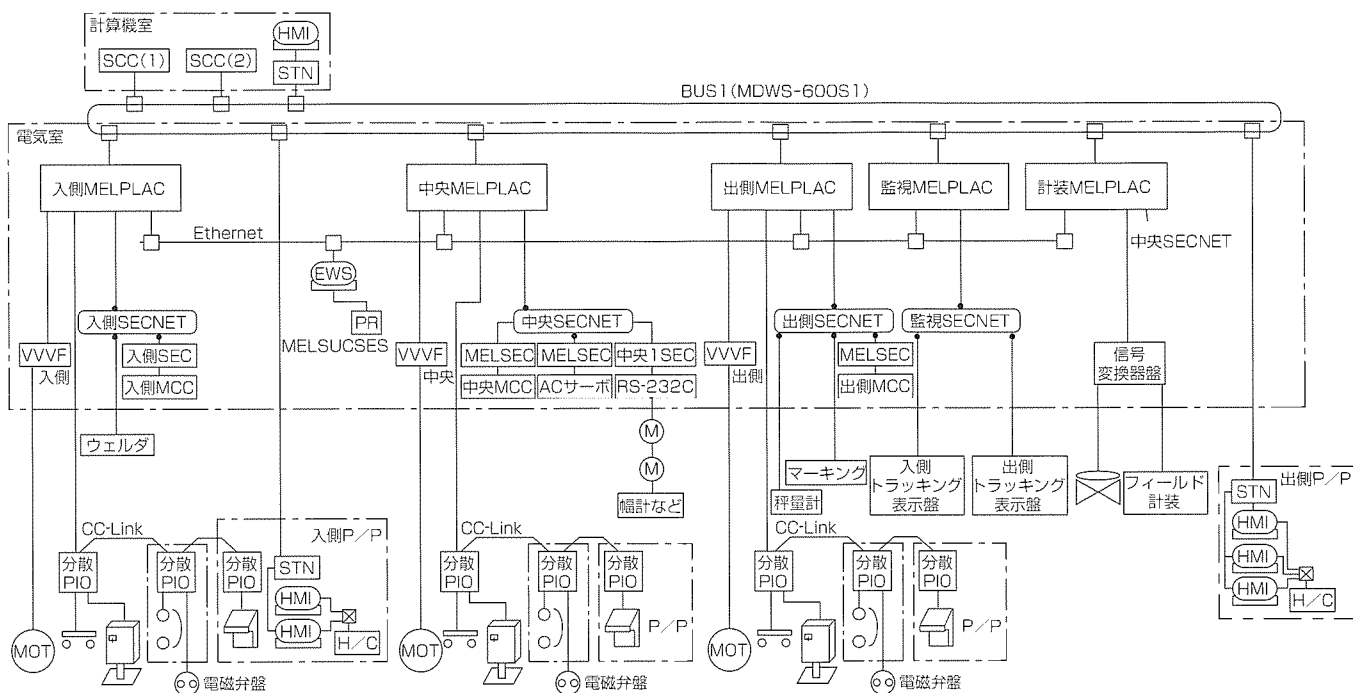 計算機室
HMI
SCC(1)
SCC(2)
STN
BUS1(MDWS-600S1)
電気室
入側MELPLAC
中央MELPLAC
出側MELPLAC
監視MELPLAC
計装MELPLAC
Ethernet
中央SECNET
EWS
PR
MELSUCSES
入側SECNET
中央SECNET
出側SECNET
監視SECNET
VVVF
入側
入側SEC
入側MCC
VVVF
中央
MELSEC
MELSEC
中央1SEC
中央MCC
ACサーボ
RS-232C
VVVF
出側
MELSEC
出側MCC
信号
変換器盤
ウェルダ
M
M
幅計など
マーキング
秤量計
入側
トラッキング
表示盤
出側
トラッキング
表示盤
フィールド
計装
出側P/P
STN
HMI
HMI
HMI
H/C
CC-Link
分散
PIO
分散
PIO
分散
PIO
入側P/P
STN
HMI
HMI
H/C
MOT
電磁弁盤
CC-Link
分散
PIO
分散
PIO
分散
PIO
P/P
MOT
電磁弁盤
CC-Link
分散
PIO
分散
PIO
分散
PIO
P/P
MOT
電磁弁盤